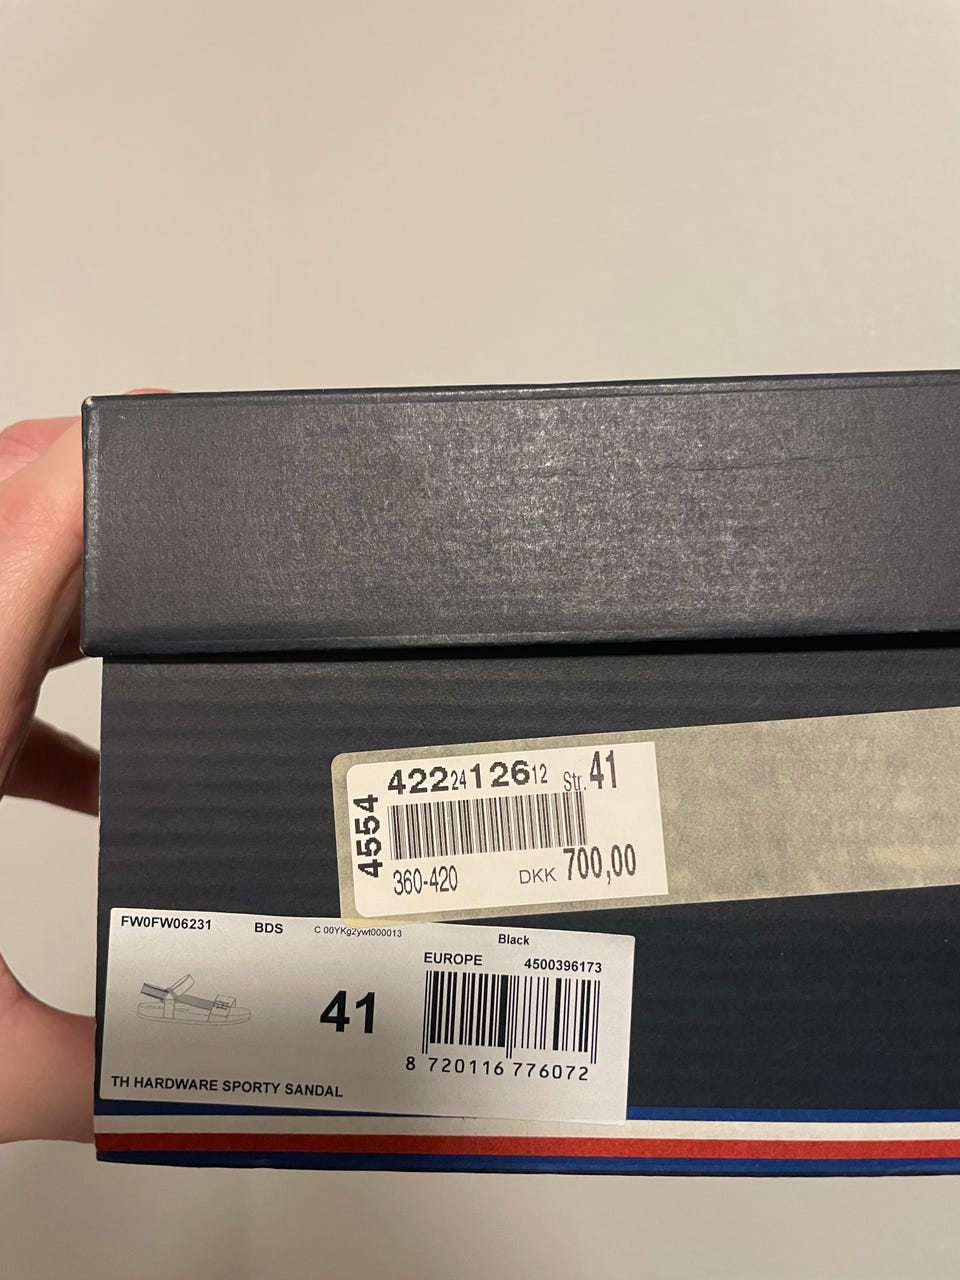 422241 12612 Str. 41
4554
360-420 DKK 700,00
FW0FW06231 BDS C 00YKg2ywt000013 Black
EUROPE 4500396173
41
8 720116 776072
TH HARDWARE SPORTY SANDAL